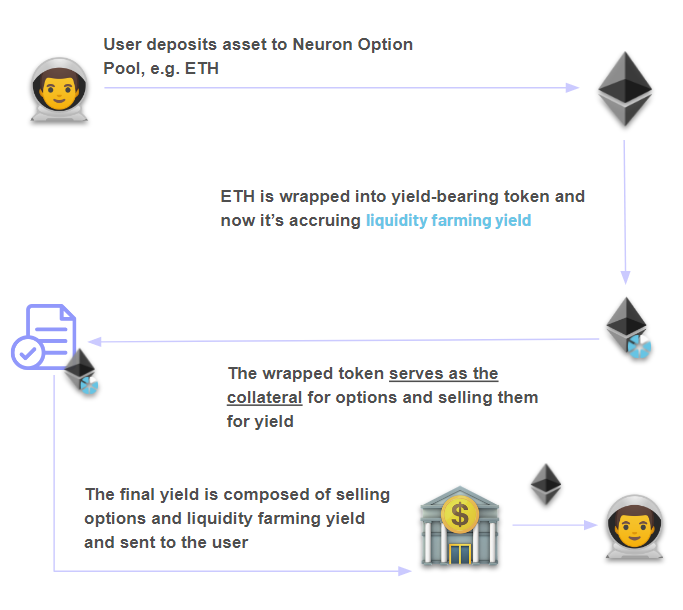 User deposits asset to Neuron Option
Pool, e.g. ETH
ETH is wrapped into yield-bearing token and
now it's accruing liquidity farming yield
The wrapped token serves as the
collateral for options and selling them
for yield
The final yield is composed of selling
options and liquidity farming yield
and sent to the user
$